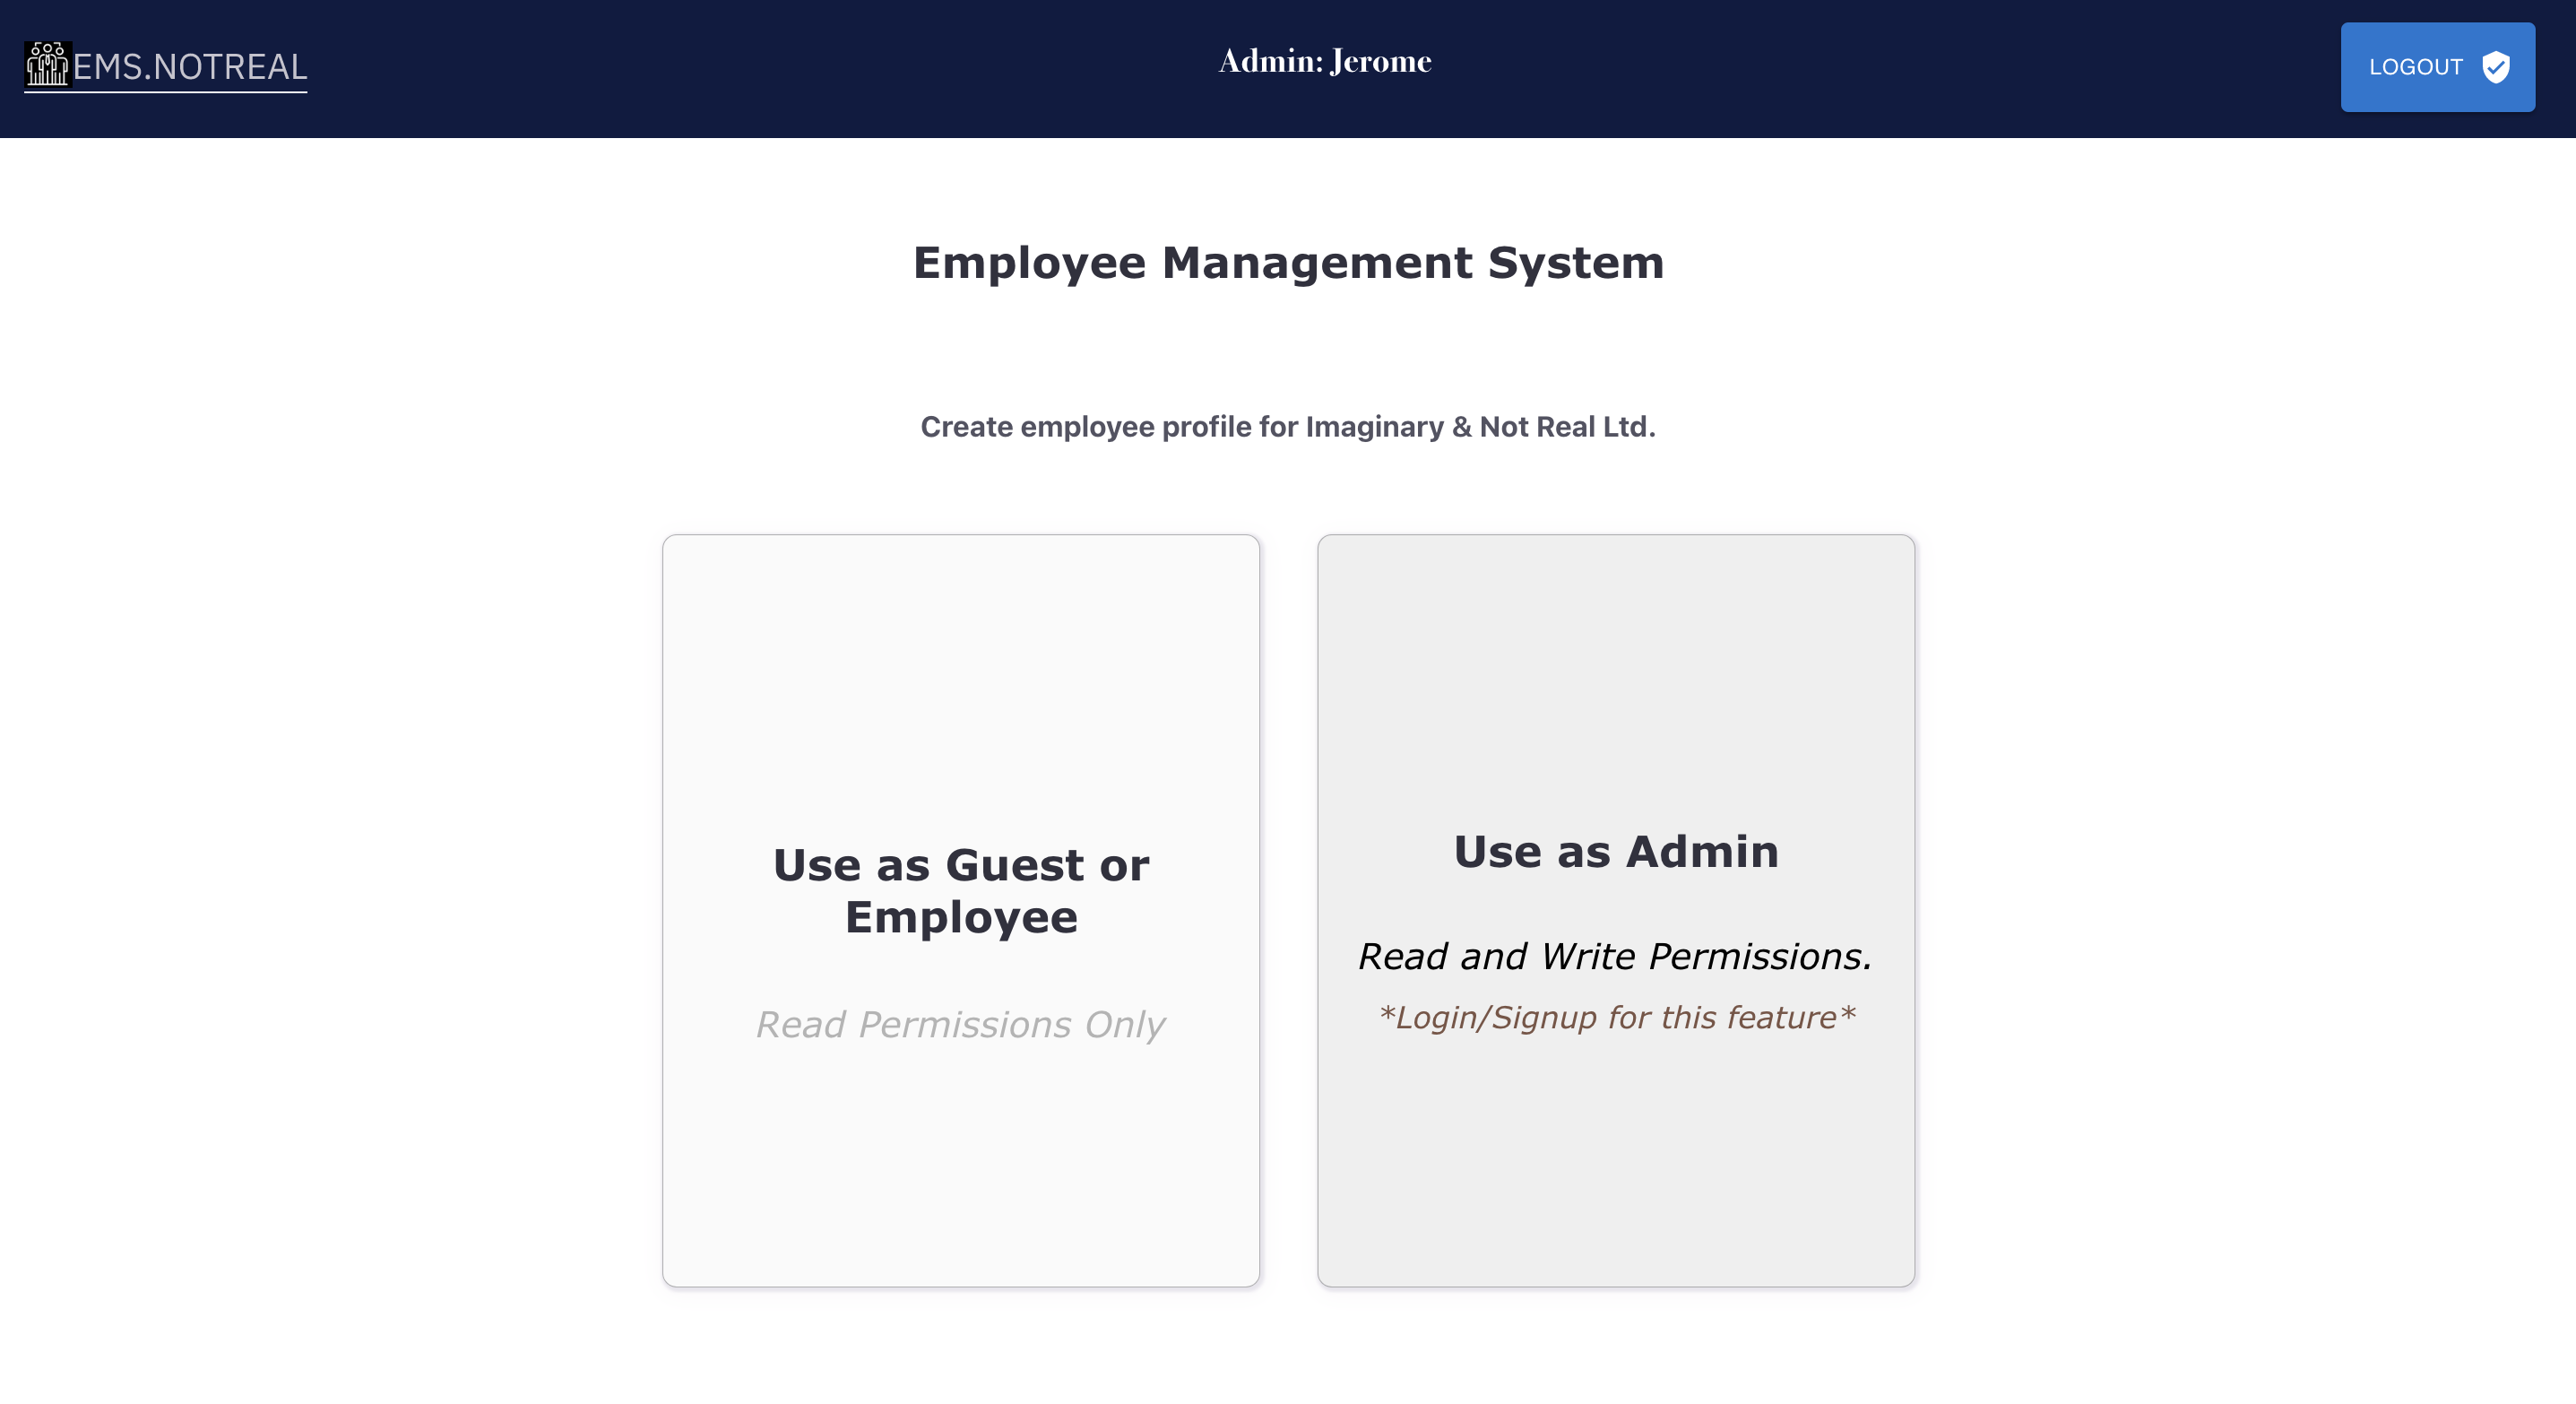 EMS.NOTREAL
Admin: Jerome
LOGOUT
Employee Management System
Create employee profile for Imaginary & Not Real Ltd.
Use as Guest or
Employee
Read Permissions Only
Use as Admin
Read and Write Permissions.
*Login/Signup for this feature*